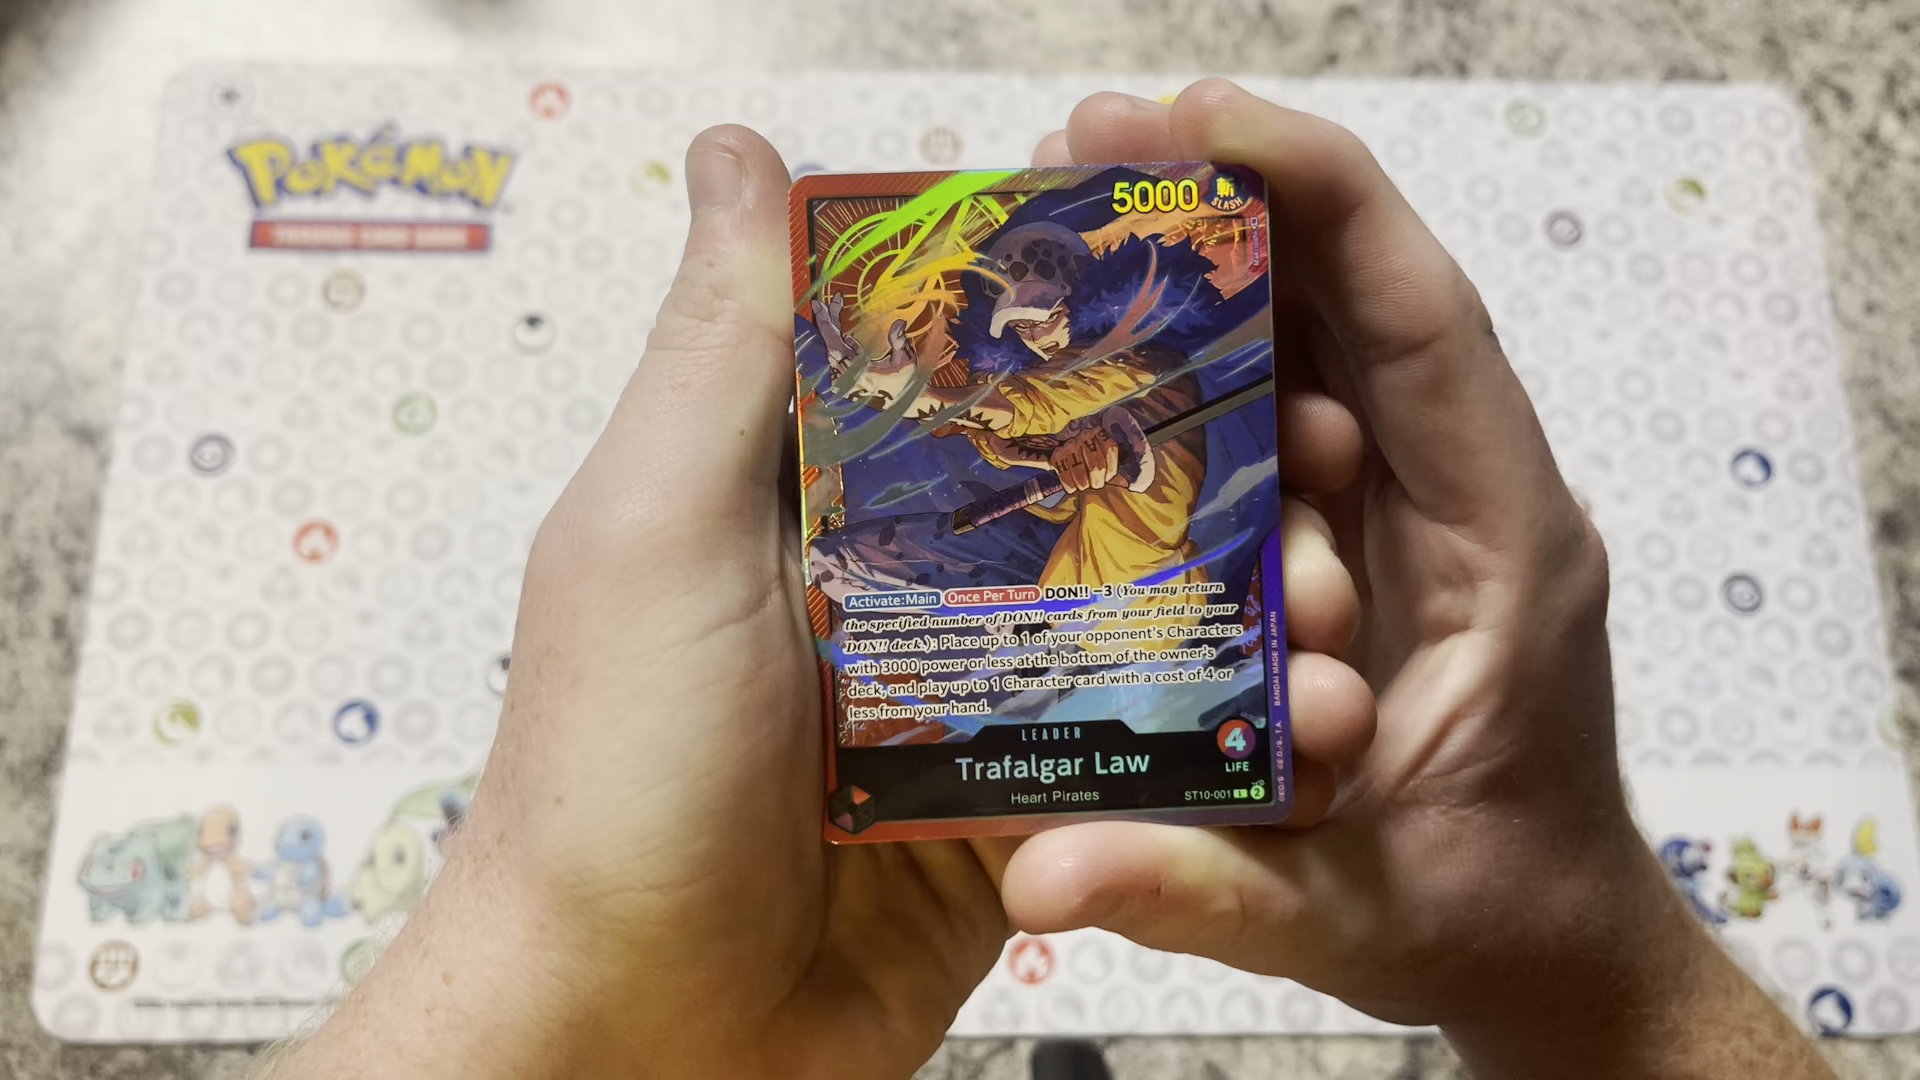 POKéMON
TRADING CARD GAME
5000
斬
SLASH
Activate:Main Once Per Turn DON!! −3 (You may return
the specified number of DON!! cards from your field to your
DON!! deck.): Place up to 1 of your opponent's Characters
with 3000 power or less at the bottom of the owner's
deck, and play up to 1 Character card with a cost of 4 or
less from your hand.
LEADER
Trafalgar Law
4
LIFE
Heart Pirates
ST10-001 L 2
BANDAI MADE IN JAPAN
DEATH